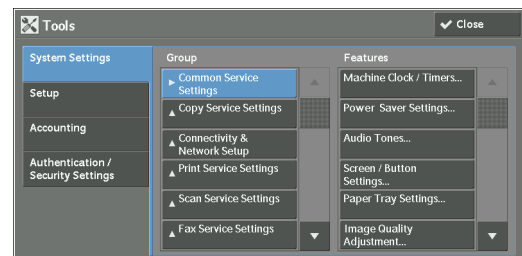 Tools
Close
System Settings
Setup
Accounting
Authentication /
Security Settings
Group
Common Service
Settings
Copy Service Settings
Connectivity &
Network Setup
Print Service Settings
Scan Service Settings
Fax Service Settings
Features
Machine Clock / Timers...
Power Saver Settings...
Audio Tones...
Screen / Button
Settings...
Paper Tray Settings...
Image Quality
Adjustment...